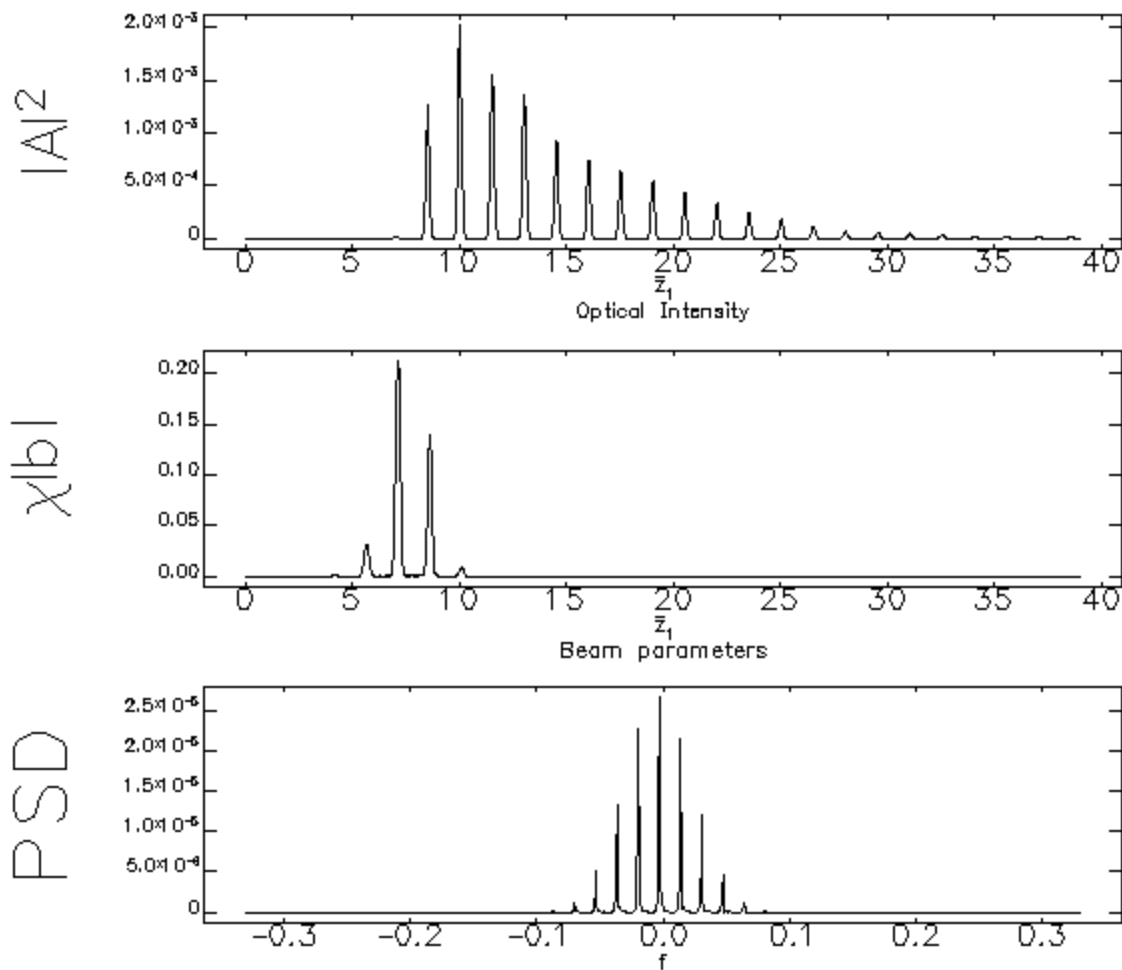 |A|²
2.0×10⁻³
1.5×10⁻³
1.0×10⁻³
5.0×10⁻⁴
0
0 5 10 15 20 25 30 35 40
z̄₁
Optical Intensity
χ|b|
0.20
0.15
0.10
0.05
0.00
0 5 10 15 20 25 30 35 40
z̄₁
Beam parameters
PSD
2.5×10⁻⁵
2.0×10⁻⁵
1.5×10⁻⁵
1.0×10⁻⁵
5.0×10⁻⁶
0
-0.3 -0.2 -0.1 0.0 0.1 0.2 0.3
f